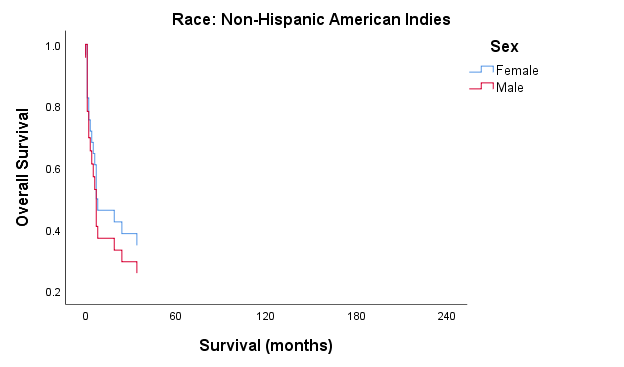 Race: Non-Hispanic American Indies
Sex
Female
Male
Overall Survival
1.0
0.8
0.6
0.4
0.2
0
60
120
180
240
Survival (months)